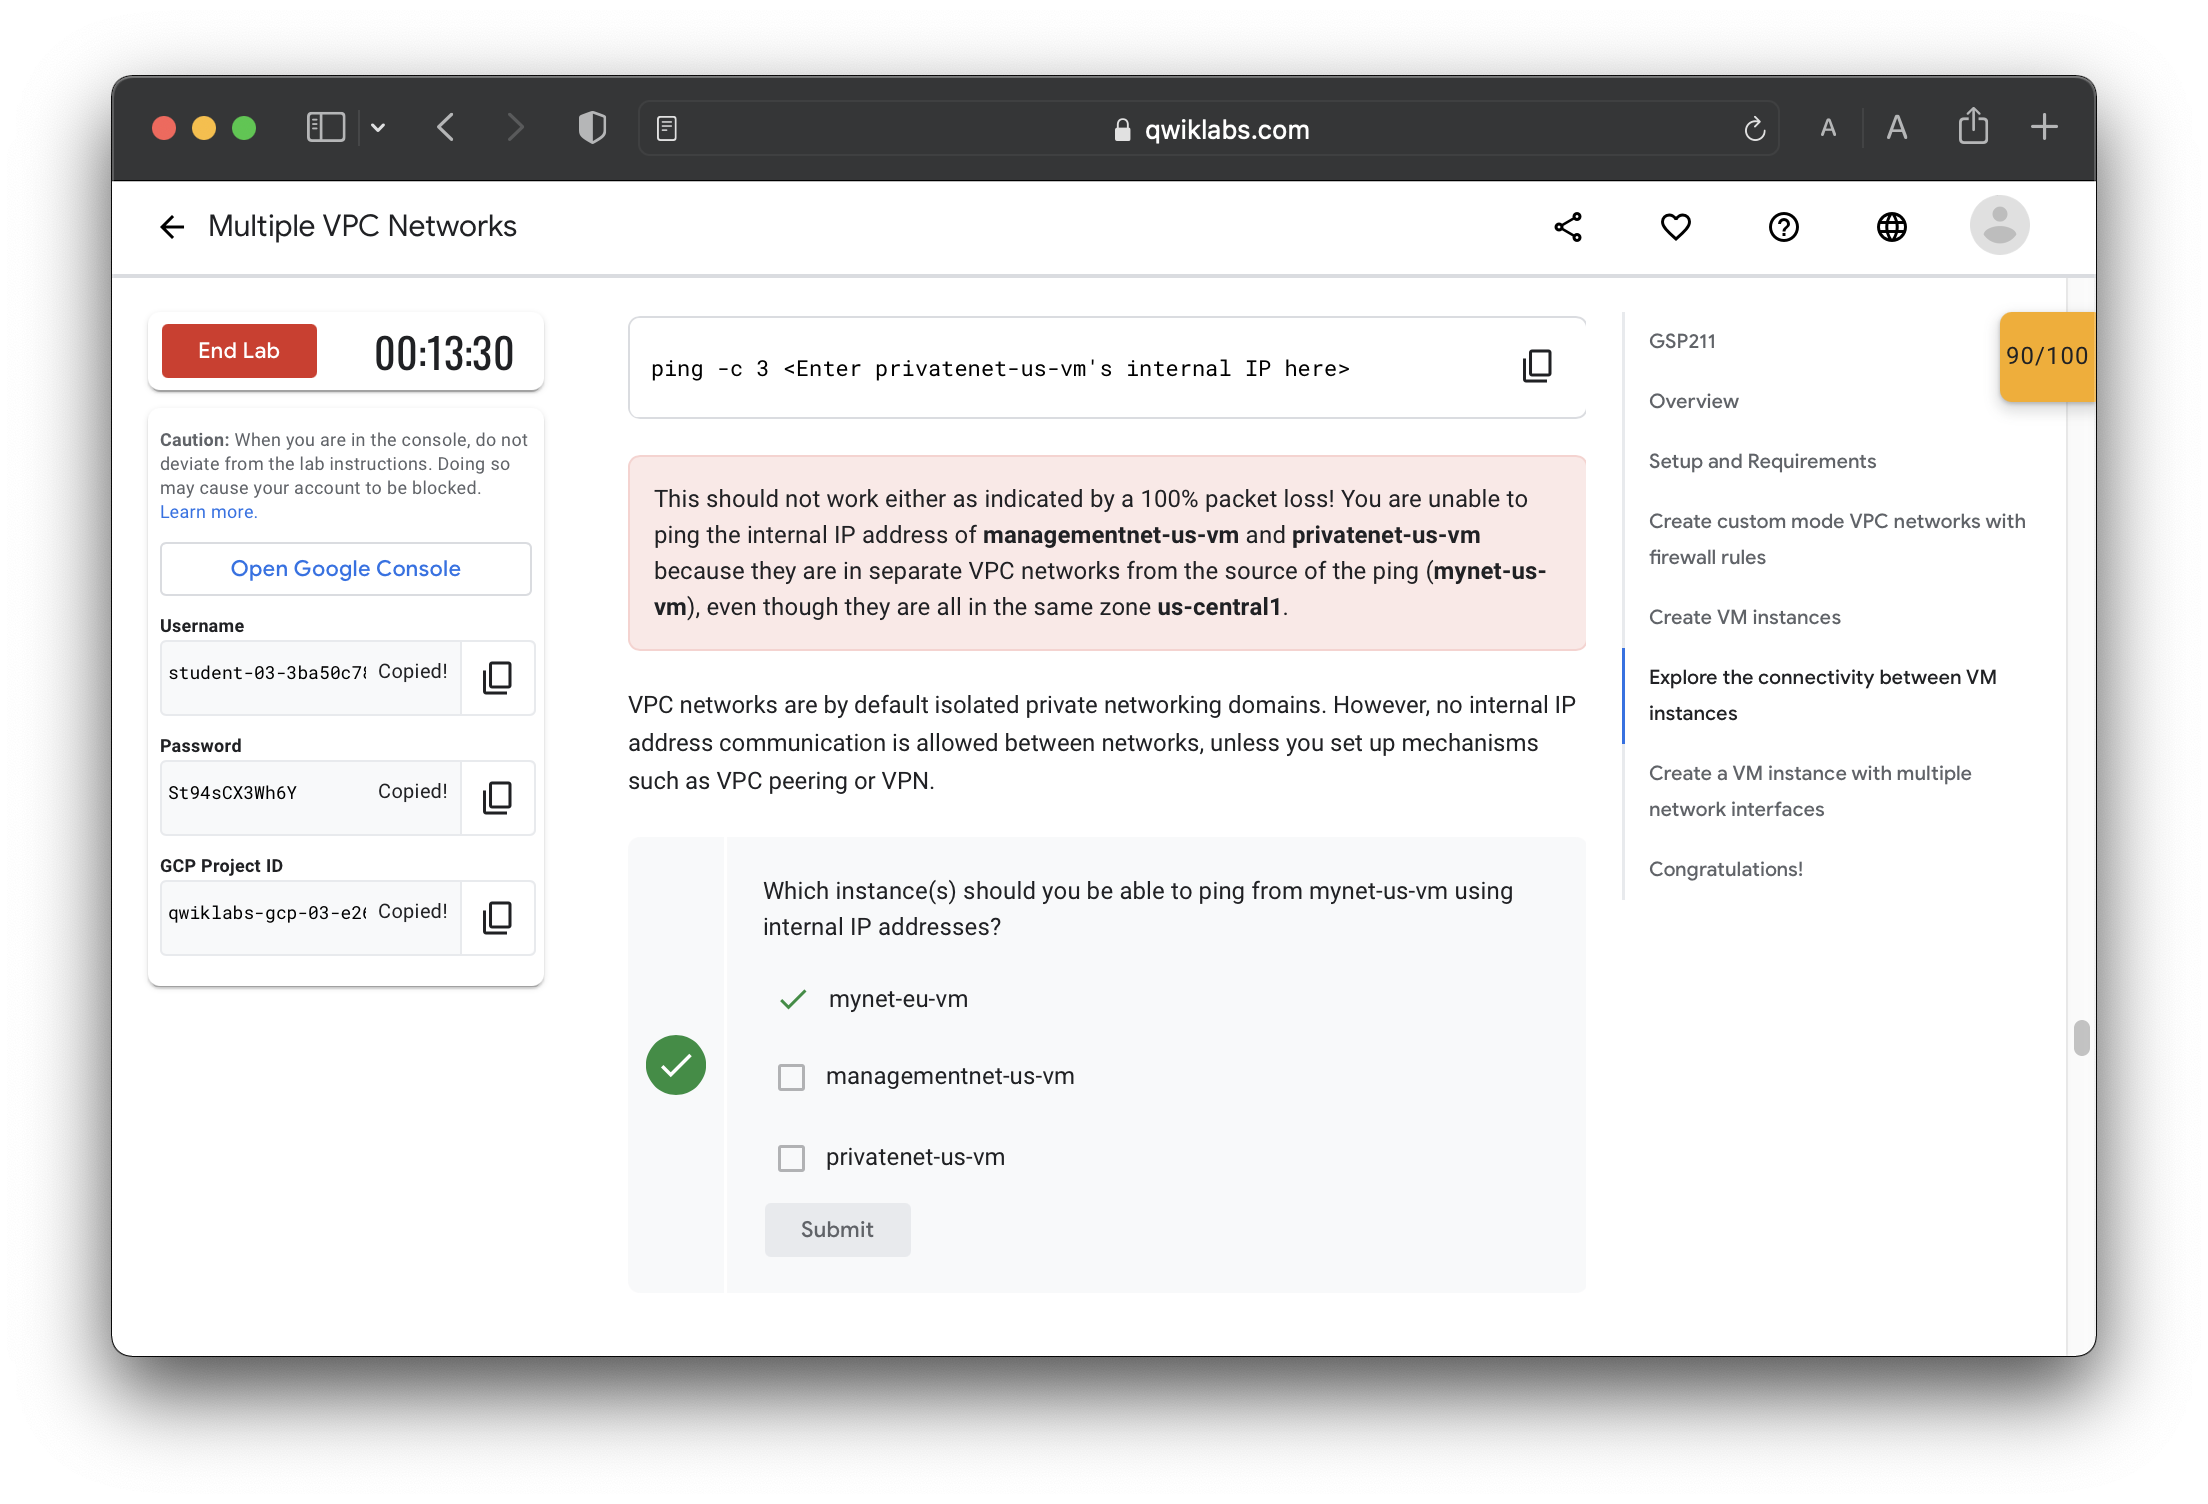 qwiklabs.com
A
A
Multiple VPC Networks
End Lab
00:13:30
Caution: When you are in the console, do not
deviate from the lab instructions. Doing so
may cause your account to be blocked.
Learn more.
Open Google Console
Username
student-03-3ba50c78
Copied!
Password
St94sCX3Wh6Y
Copied!
GCP Project ID
qwiklabs-gcp-03-e26
Copied!
ping -c 3 <Enter privatenet-us-vm's internal IP here>
This should not work either as indicated by a 100% packet loss! You are unable to
ping the internal IP address of managementnet-us-vm and privatenet-us-vm
because they are in separate VPC networks from the source of the ping (mynet-us-
vm), even though they are all in the same zone us-central1.
VPC networks are by default isolated private networking domains. However, no internal IP
address communication is allowed between networks, unless you set up mechanisms
such as VPC peering or VPN.
Which instance(s) should you be able to ping from mynet-us-vm using
internal IP addresses?
mynet-eu-vm
managementnet-us-vm
privatenet-us-vm
Submit
GSP211
Overview
Setup and Requirements
Create custom mode VPC networks with
firewall rules
Create VM instances
Explore the connectivity between VM
instances
Create a VM instance with multiple
network interfaces
Congratulations!
90/100